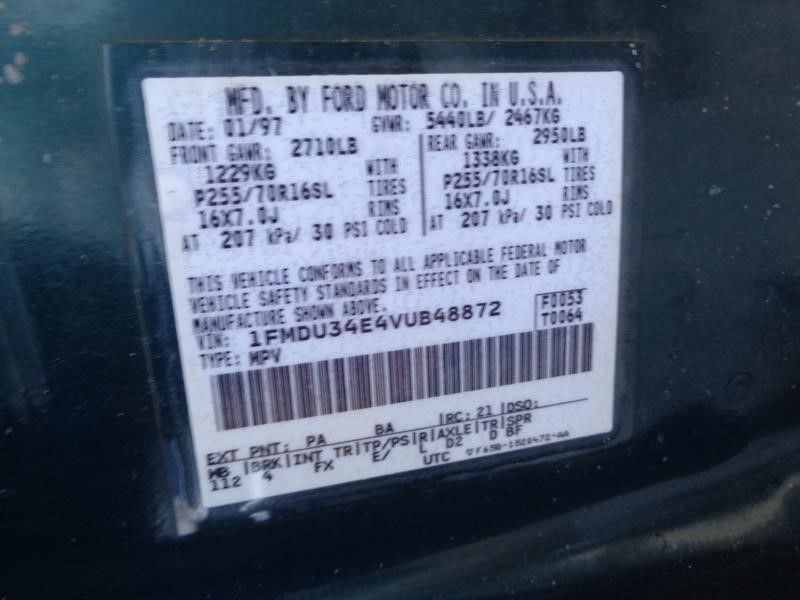 MFD. BY FORD MOTOR CO. IN U.S.A.
DATE: 01/97 GVWR: 5440LB/ 2467KG
FRONT GAWR: 2710LB REAR GAWR: 2950LB
1229KG WITH 1338KG WITH
P255/70R16SL TIRES P255/70R16SL TIRES
16X7.0J RIMS 16X7.0J RIMS
AT 207 kPa/ 30 PSI COLD AT 207 kPa/ 30 PSI COLD
THIS VEHICLE CONFORMS TO ALL APPLICABLE FEDERAL MOTOR
VEHICLE SAFETY STANDARDS IN EFFECT ON THE DATE OF
MANUFACTURE SHOWN ABOVE.
VIN: 1FMDU34E4VUB48872 F0053
TYPE: MPV T0064
EXT PNT: PA BA |RC: 21 |DSO:
WB |BRK|INT TR|TP/PS|R|AXLE|TR|SPR
112 4 FX E/ L D2 D BF
UTC